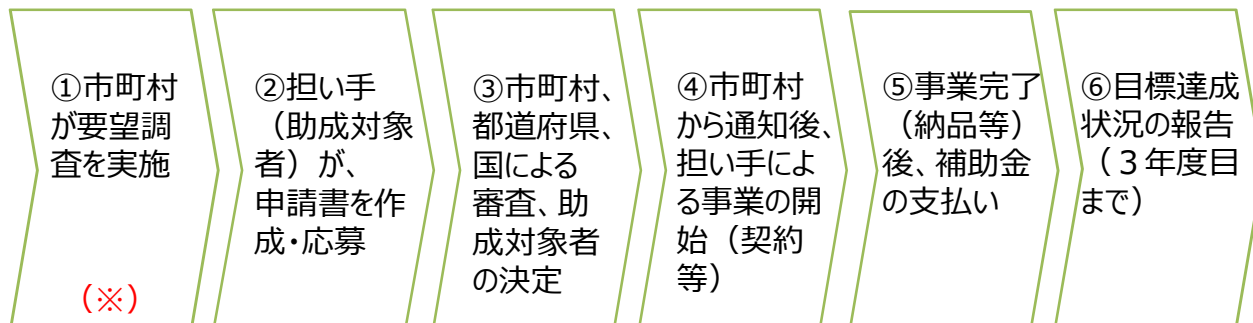 ①市町村
が要望調
査を実施
（※）
②担い手
（助成対象
者）が、
申請書を作
成・応募
③市町村、
都道府県、
国による
審査、助
成対象者
の決定
④市町村
から通知後、
担い手によ
る事業の開
始（契約
等）
⑤事業完了
（納品等）
後、補助金
の支払い
⑥目標達成
状況の報告
（３年度目
まで）